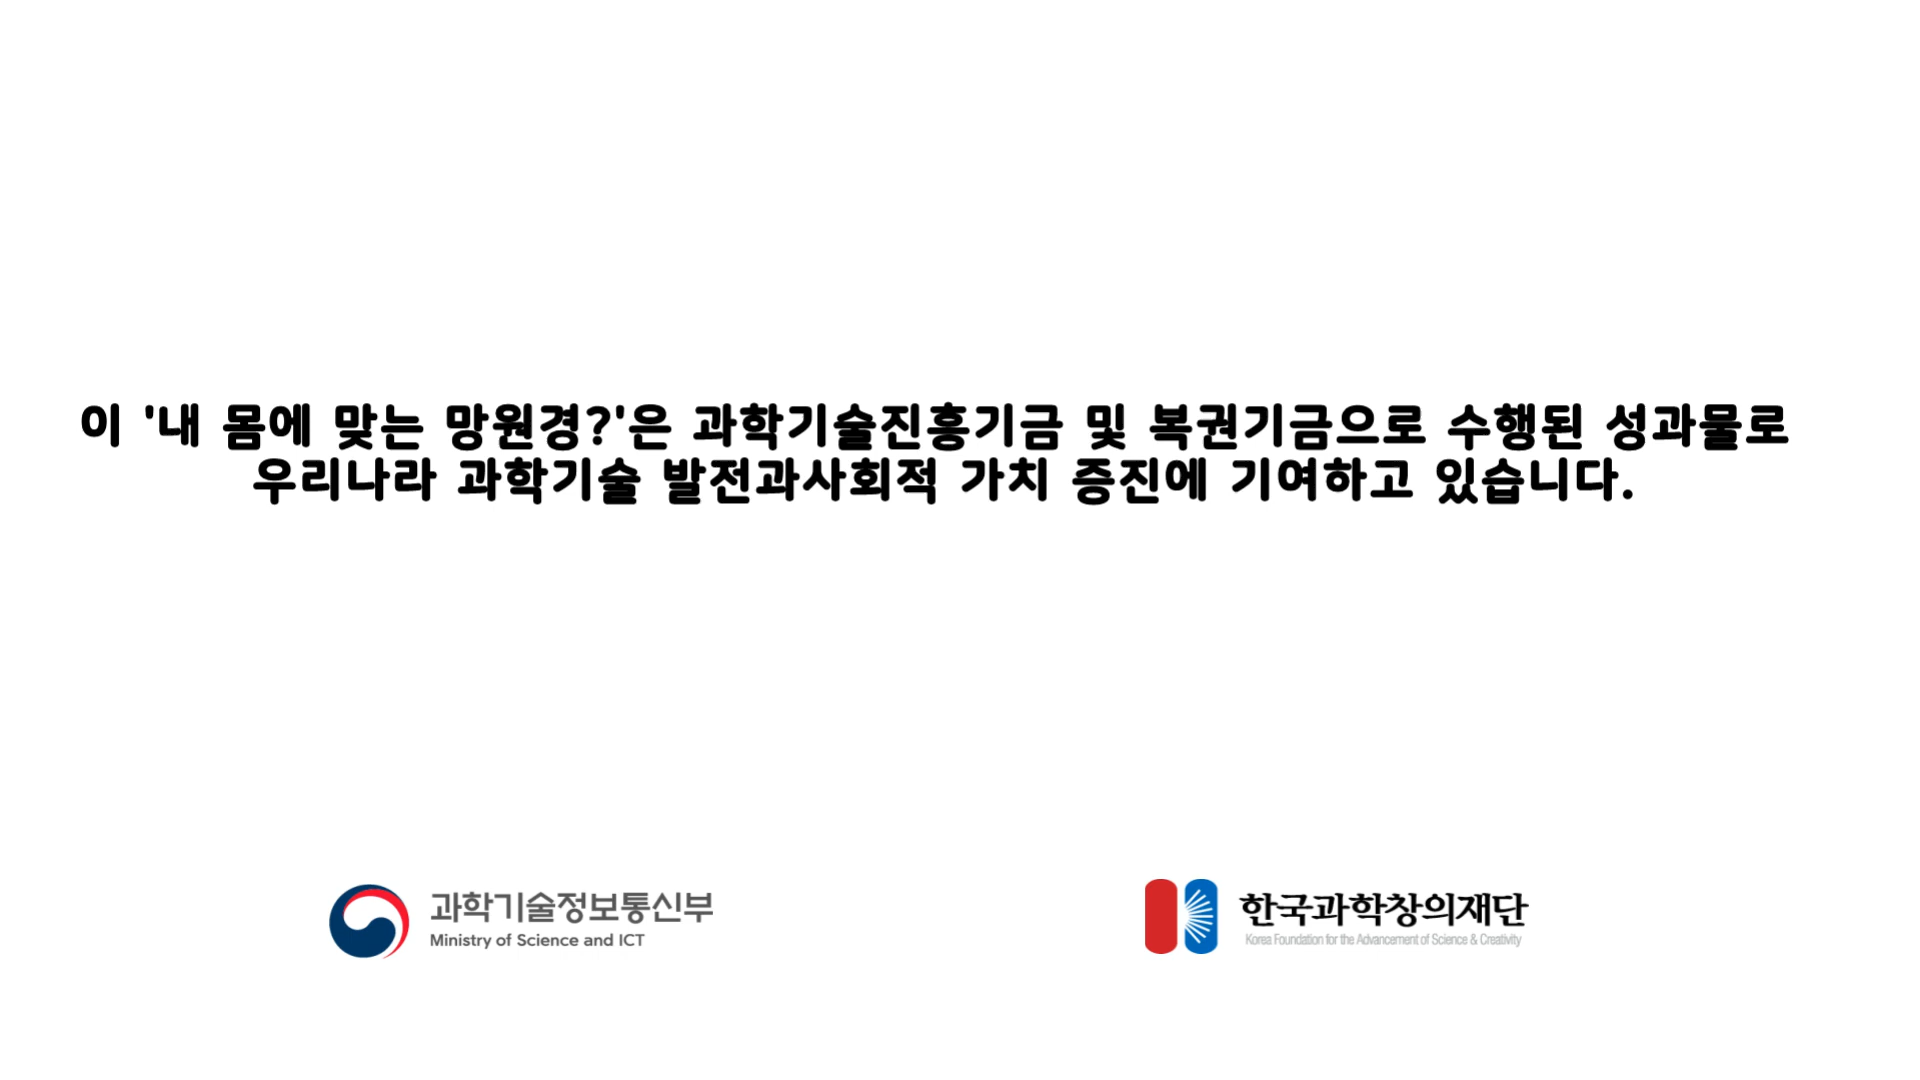 이 '내 몸에 맞는 망원경?'은 과학기술진흥기금 및 복권기금으로 수행된 성과물로
우리나라 과학기술 발전과사회적 가치 증진에 기여하고 있습니다.
과학기술정보통신부
Ministry of Science and ICT
한국과학창의재단
Korea Foundation for the Advancement of Science & Creativity